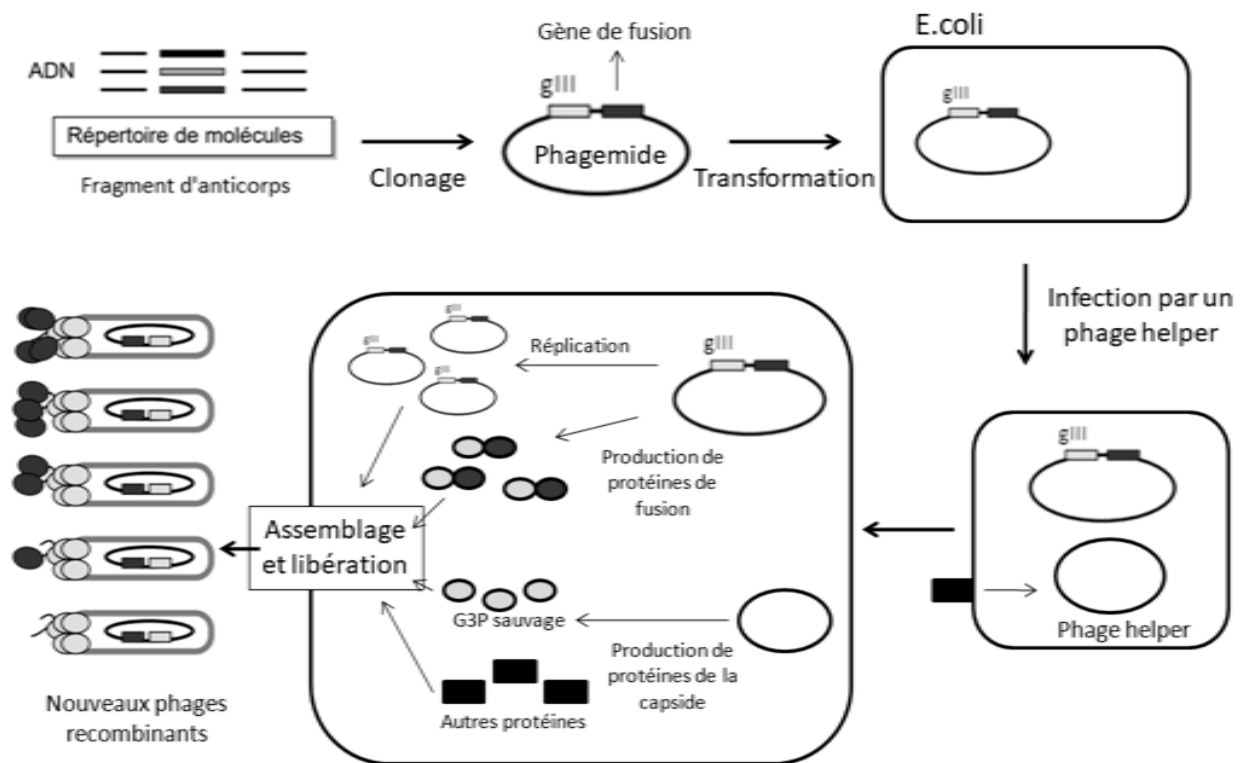 ADN
Répertoire de molécules
Fragment d'anticorps
Clonage
Gène de fusion
gIII
Phagemide
Transformation
E.coli
gIII
Infection par un
phage helper
gIII
Phage helper
gIII
gIII
gIII
Réplication
gIII
Production de
protéines de
fusion
Assemblage
et libération
G3P sauvage
Production de
protéines de la
capside
Autres protéines
Nouveaux phages
recombinants